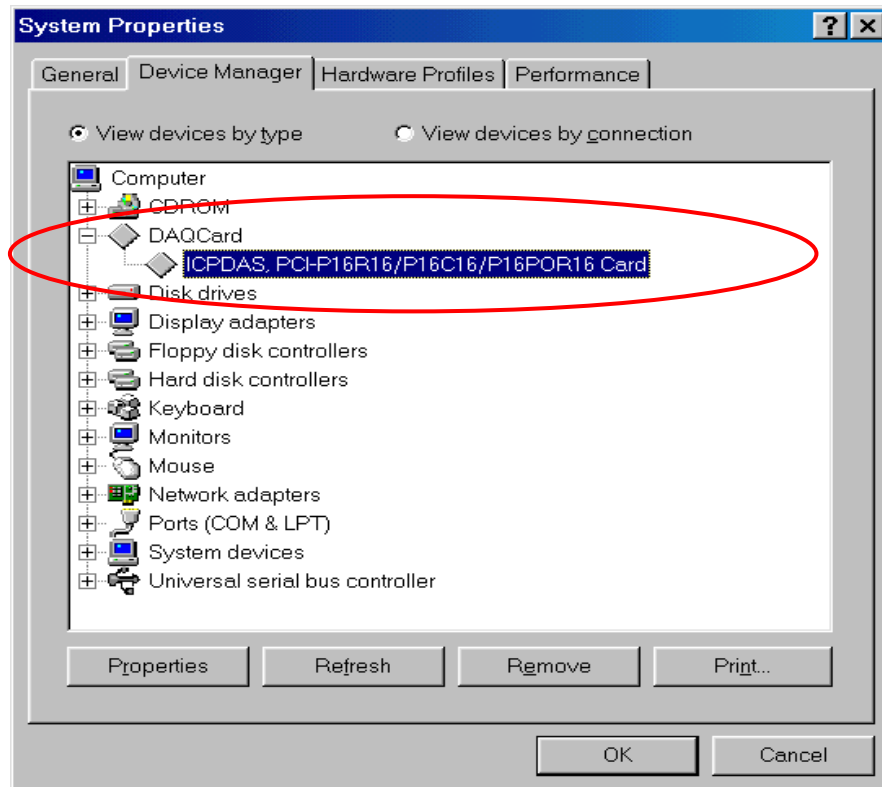 System Properties
General Device Manager Hardware Profiles Performance
View devices by type View devices by connection
Computer
CDROM
DAQCard
ICPDAS, PCI-P16R16/P16C16/P16POR16 Card
Disk drives
Display adapters
Floppy disk controllers
Hard disk controllers
Keyboard
Monitors
Mouse
Network adapters
Ports (COM & LPT)
System devices
Universal serial bus controller
Properties Refresh Remove Print...
OK Cancel